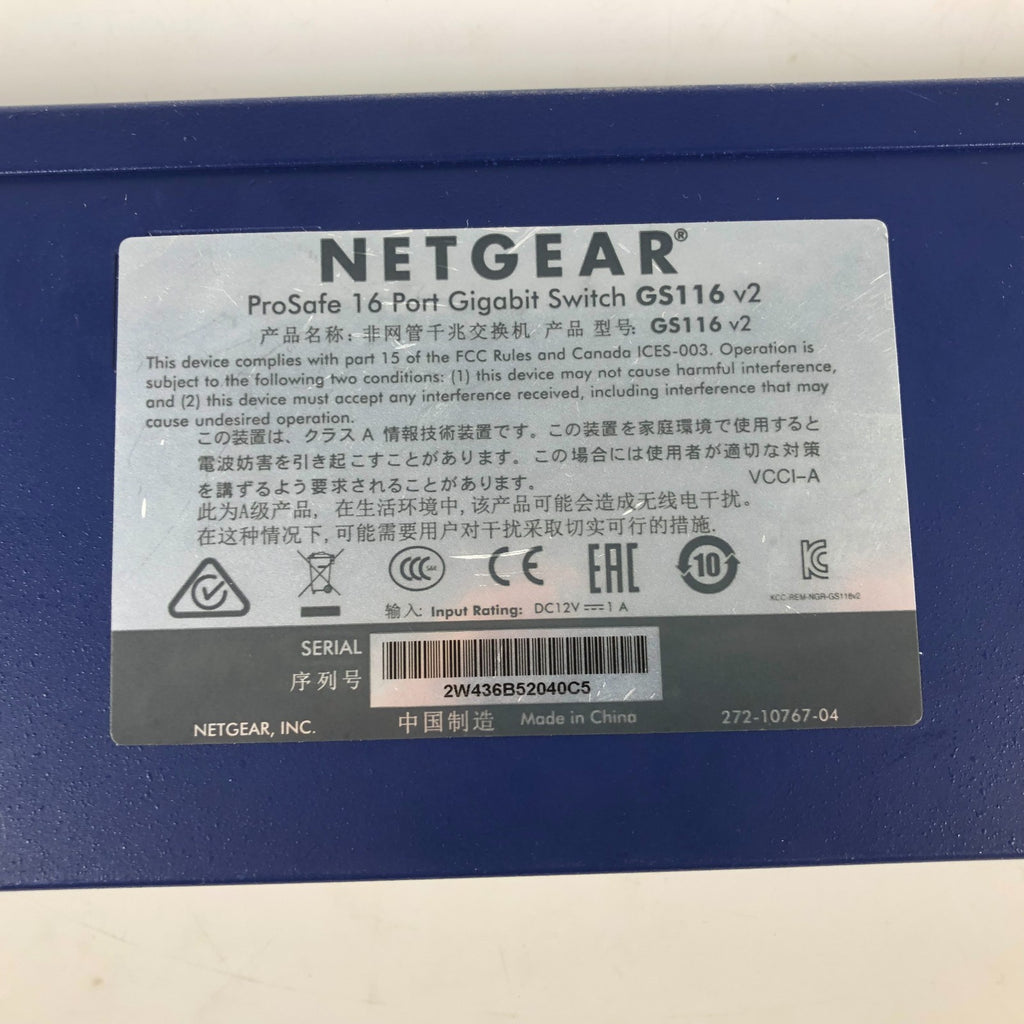 NETGEAR®
ProSafe 16 Port Gigabit Switch GS116 v2
产品名称: 非网管千兆交换机 产品 型号: GS116 v2
This device complies with part 15 of the FCC Rules and Canada ICES-003. Operation is
subject to the following two conditions: (1) this device may not cause harmful interference,
and (2) this device must accept any interference received, including interference that may
cause undesired operation.
この装置は、クラス A 情報技術装置です。この装置を家庭環境で使用すると
電波妨害を引き起こすことがあります。この場合には使用者が適切な対策
を講ずるよう要求されることがあります。 VCCI-A
此为A级产品, 在生活环境中, 该产品可能会造成无线电干扰。
在这种情况下, 可能需要用户对干扰采取切实可行的措施.
CCC S&E CE EAC 10 KC
KCC-REM-NGR-GS116v2
输入: Input Rating: DC12V⎓1 A
SERIAL
序列号
2W436B52040C5
NETGEAR, INC. 中国制造 Made in China 272-10767-04